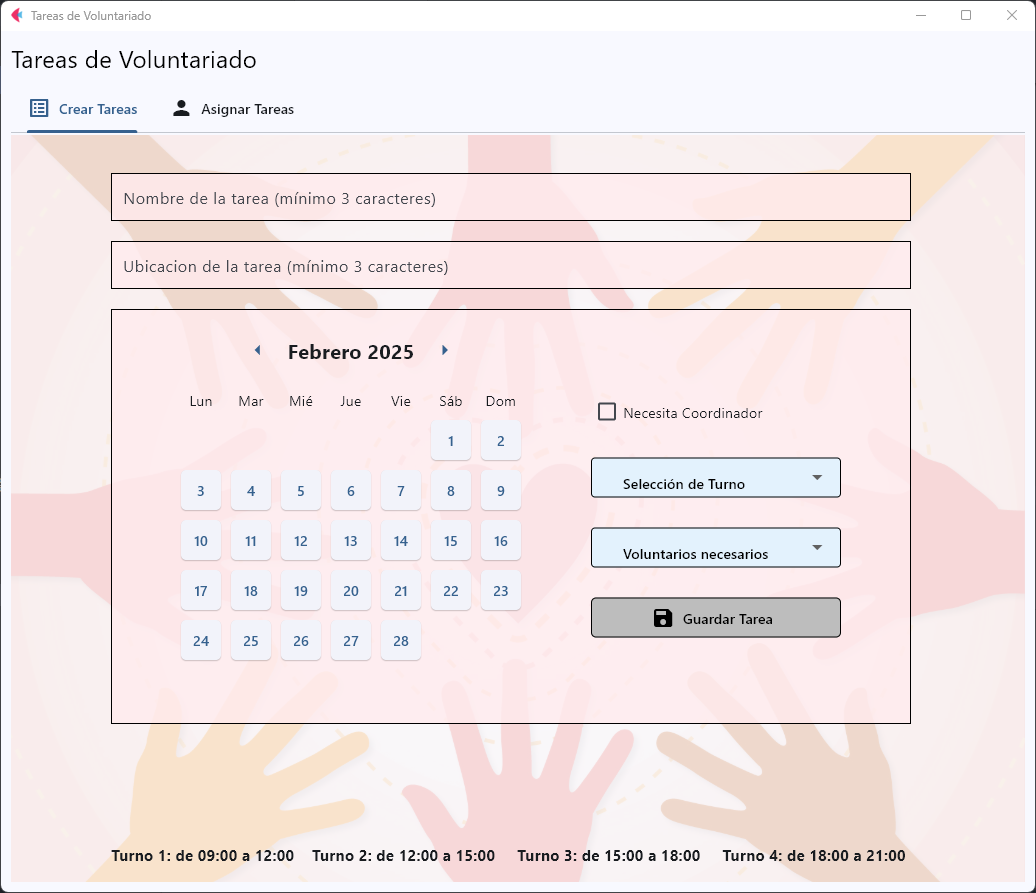 Tareas de Voluntariado
Tareas de Voluntariado
Crear Tareas Asignar Tareas
Nombre de la tarea (mínimo 3 caracteres)
Ubicacion de la tarea (mínimo 3 caracteres)
Febrero 2025
Lun Mar Mié Jue Vie Sáb Dom
1 2
3 4 5 6 7 8 9
10 11 12 13 14 15 16
17 18 19 20 21 22 23
24 25 26 27 28
Necesita Coordinador
Selección de Turno
Voluntarios necesarios
Guardar Tarea
Turno 1: de 09:00 a 12:00 Turno 2: de 12:00 a 15:00 Turno 3: de 15:00 a 18:00 Turno 4: de 18:00 a 21:00